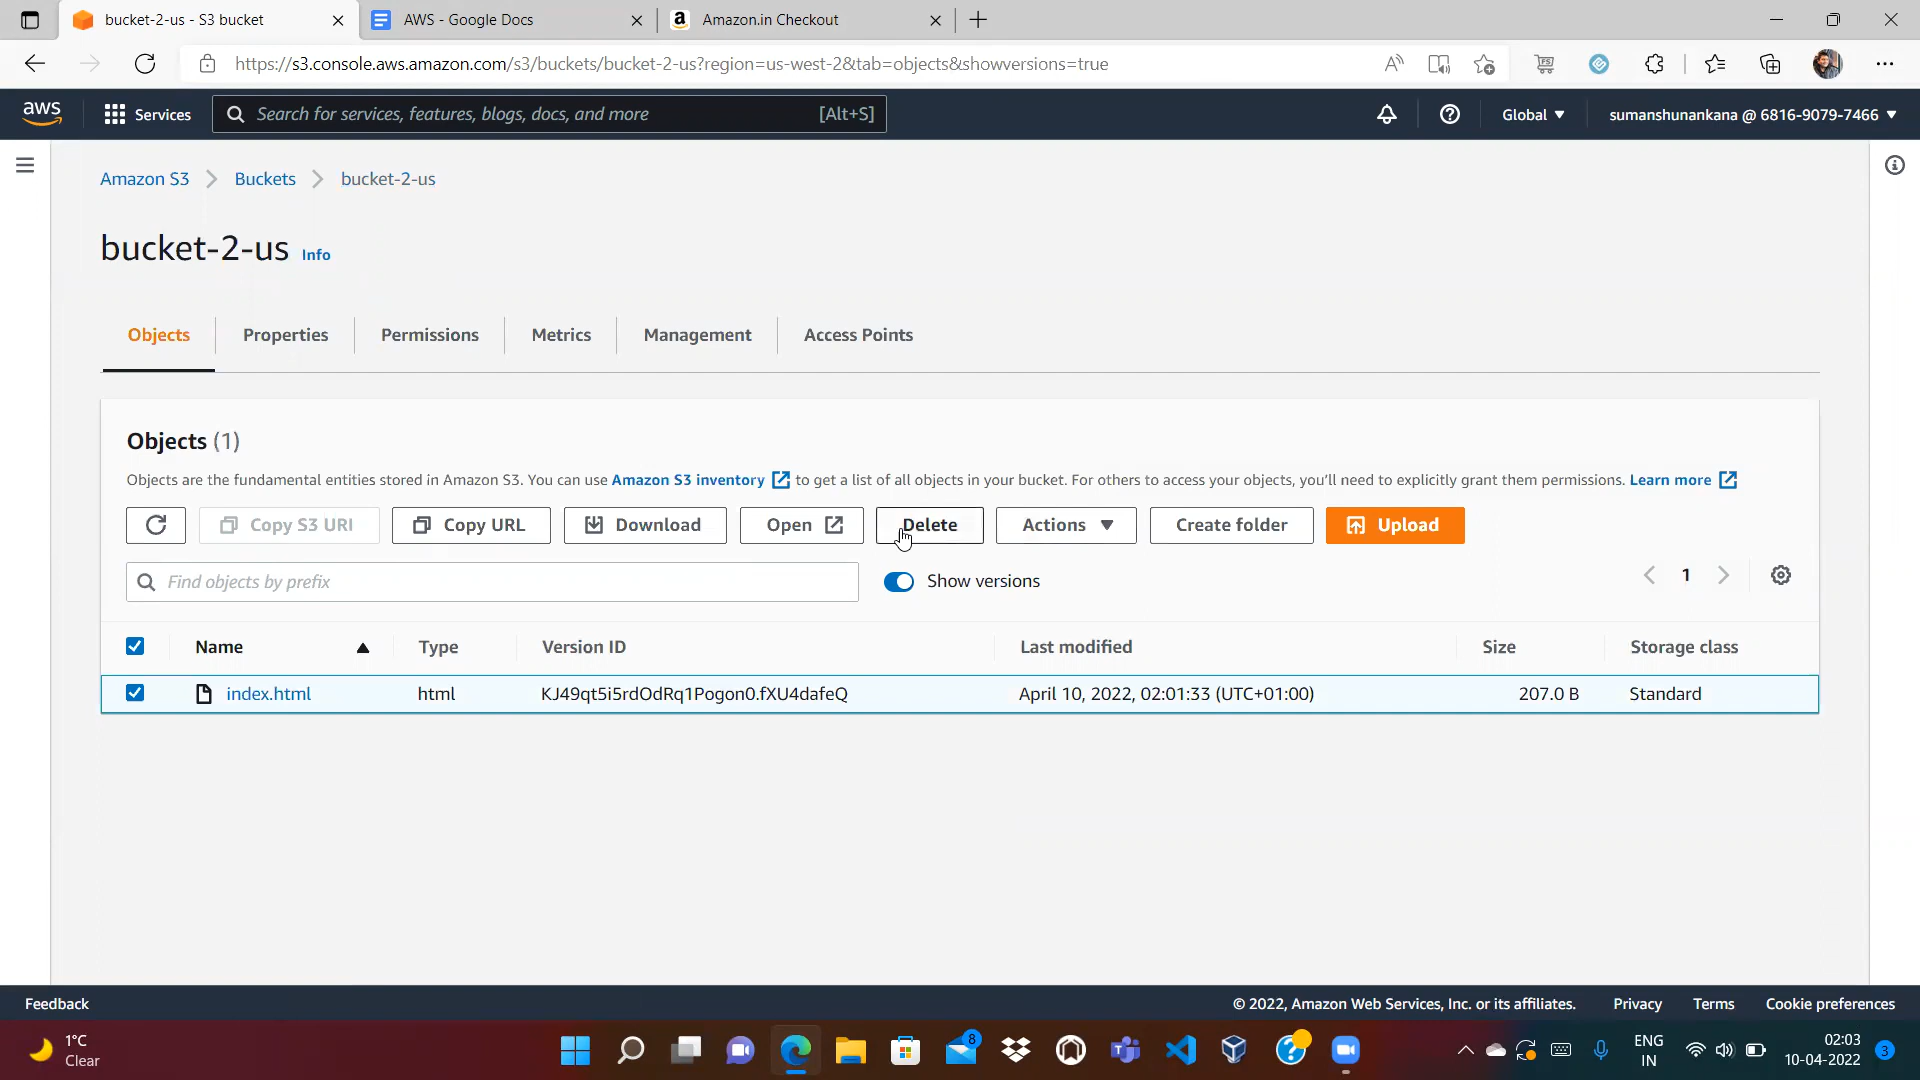 bucket-2-us - S3 bucket
AWS - Google Docs
a Amazon.in Checkout
https://s3.console.aws.amazon.com/s3/buckets/bucket-2-us?region=us-west-2&tab=objects&showversions=true
aws Services Search for services, features, blogs, docs, and more [Alt+S] Global sumanshunankana @ 6816-9079-7466
Amazon S3 Buckets bucket-2-us
bucket-2-us Info
Objects Properties Permissions Metrics Management Access Points
Objects (1)
Objects are the fundamental entities stored in Amazon S3. You can use Amazon S3 inventory to get a list of all objects in your bucket. For others to access your objects, you'll need to explicitly grant them permissions. Learn more
Copy S3 URI Copy URL Download Open Delete Actions Create folder Upload
Find objects by prefix Show versions 1
Name Type Version ID Last modified Size Storage class
index.html html KJ49qt5i5rdOdRq1Pogon0.fXU4dafeQ April 10, 2022, 02:01:33 (UTC+01:00) 207.0 B Standard
Feedback © 2022, Amazon Web Services, Inc. or its affiliates. Privacy Terms Cookie preferences
1°C
Clear
8
ENG
IN
02:03
10-04-2022
3